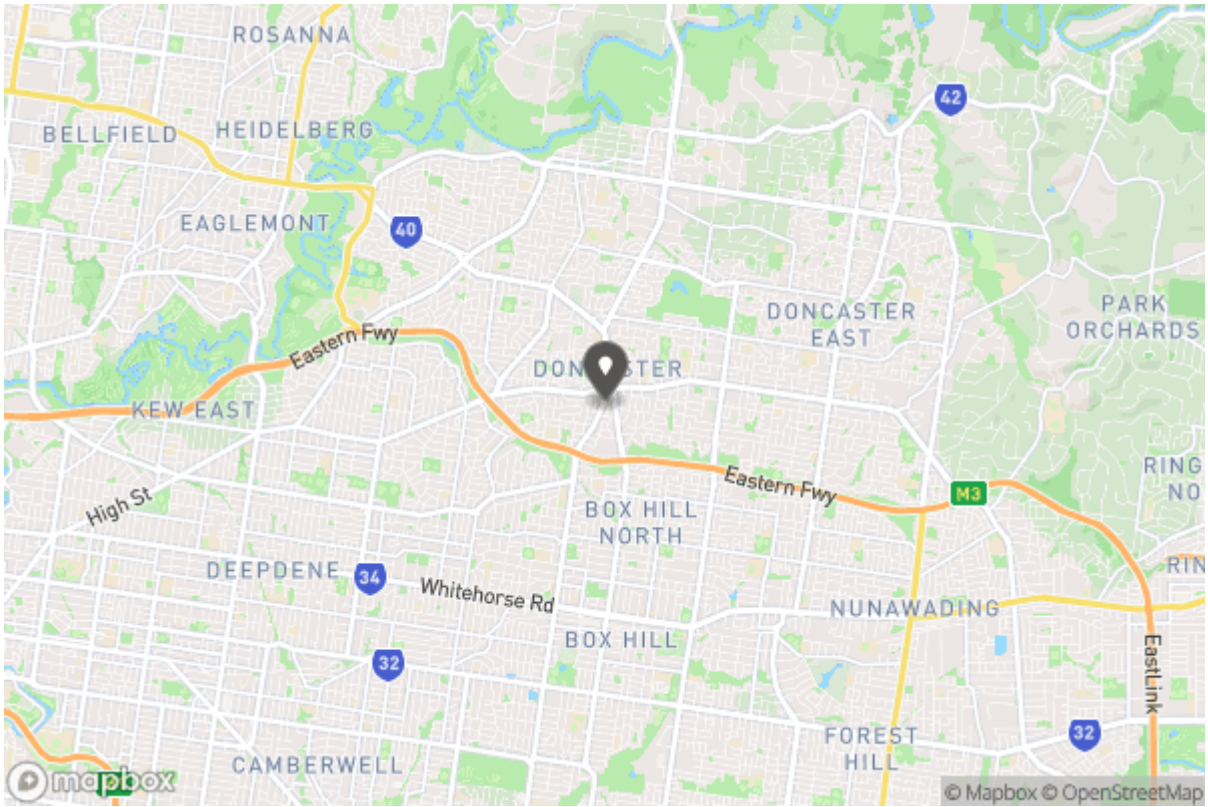 ROSANNA
42
BELLFIELD
HEIDELBERG
EAGLEMONT
40
DONCASTER
EAST
PARK
ORCHARDS
Eastern Fwy
DONCASTER
KEW EAST
RING
NO
High St
Eastern Fwy
M3
BOX HILL
NORTH
DEEPDENE
34
Whitehorse Rd
RIN
NUNAWADING
BOX HILL
32
EastLink
FOREST
HILL
32
CAMBERWELL
mapbox
© Mapbox © OpenStreetMap